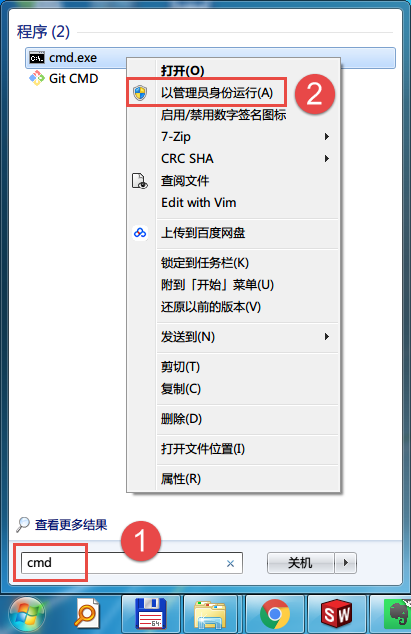 程序 (2)
cmd.exe
Git CMD
打开(O)
以管理员身份运行(A)
2
启用/禁用数字签名图标
7-Zip
CRC SHA
查阅文件
Edit with Vim
上传到百度网盘
锁定到任务栏(K)
附到「开始」菜单(U)
还原以前的版本(V)
发送到(N)
剪切(T)
复制(C)
删除(D)
打开文件位置(I)
属性(R)
查看更多结果
1
cmd
关机
64
SW